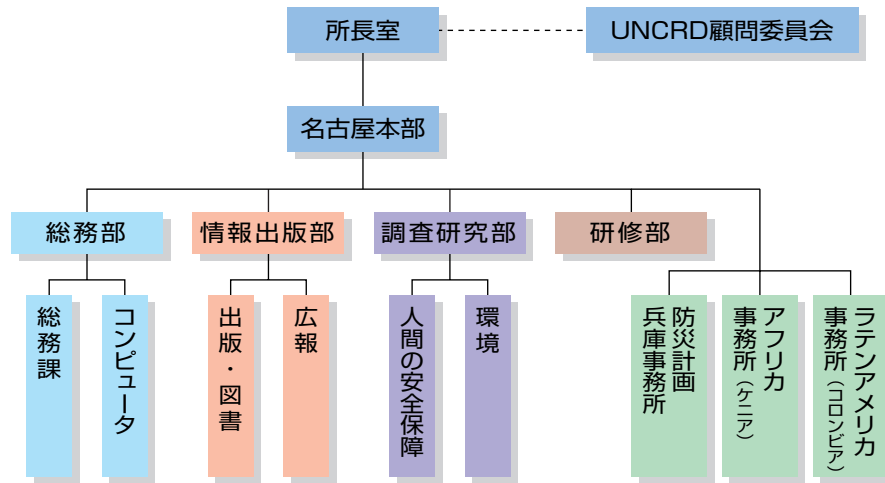 所長室
UNCRD顧問委員会
名古屋本部
総務部
情報出版部
調査研究部
研修部
総務課
コンピュータ
出版・図書
広報
人間の安全保障
環境
防災計画
兵庫事務所
アフリカ
事務所(ケニア)
ラテンアメリカ
事務所(コロンビア)